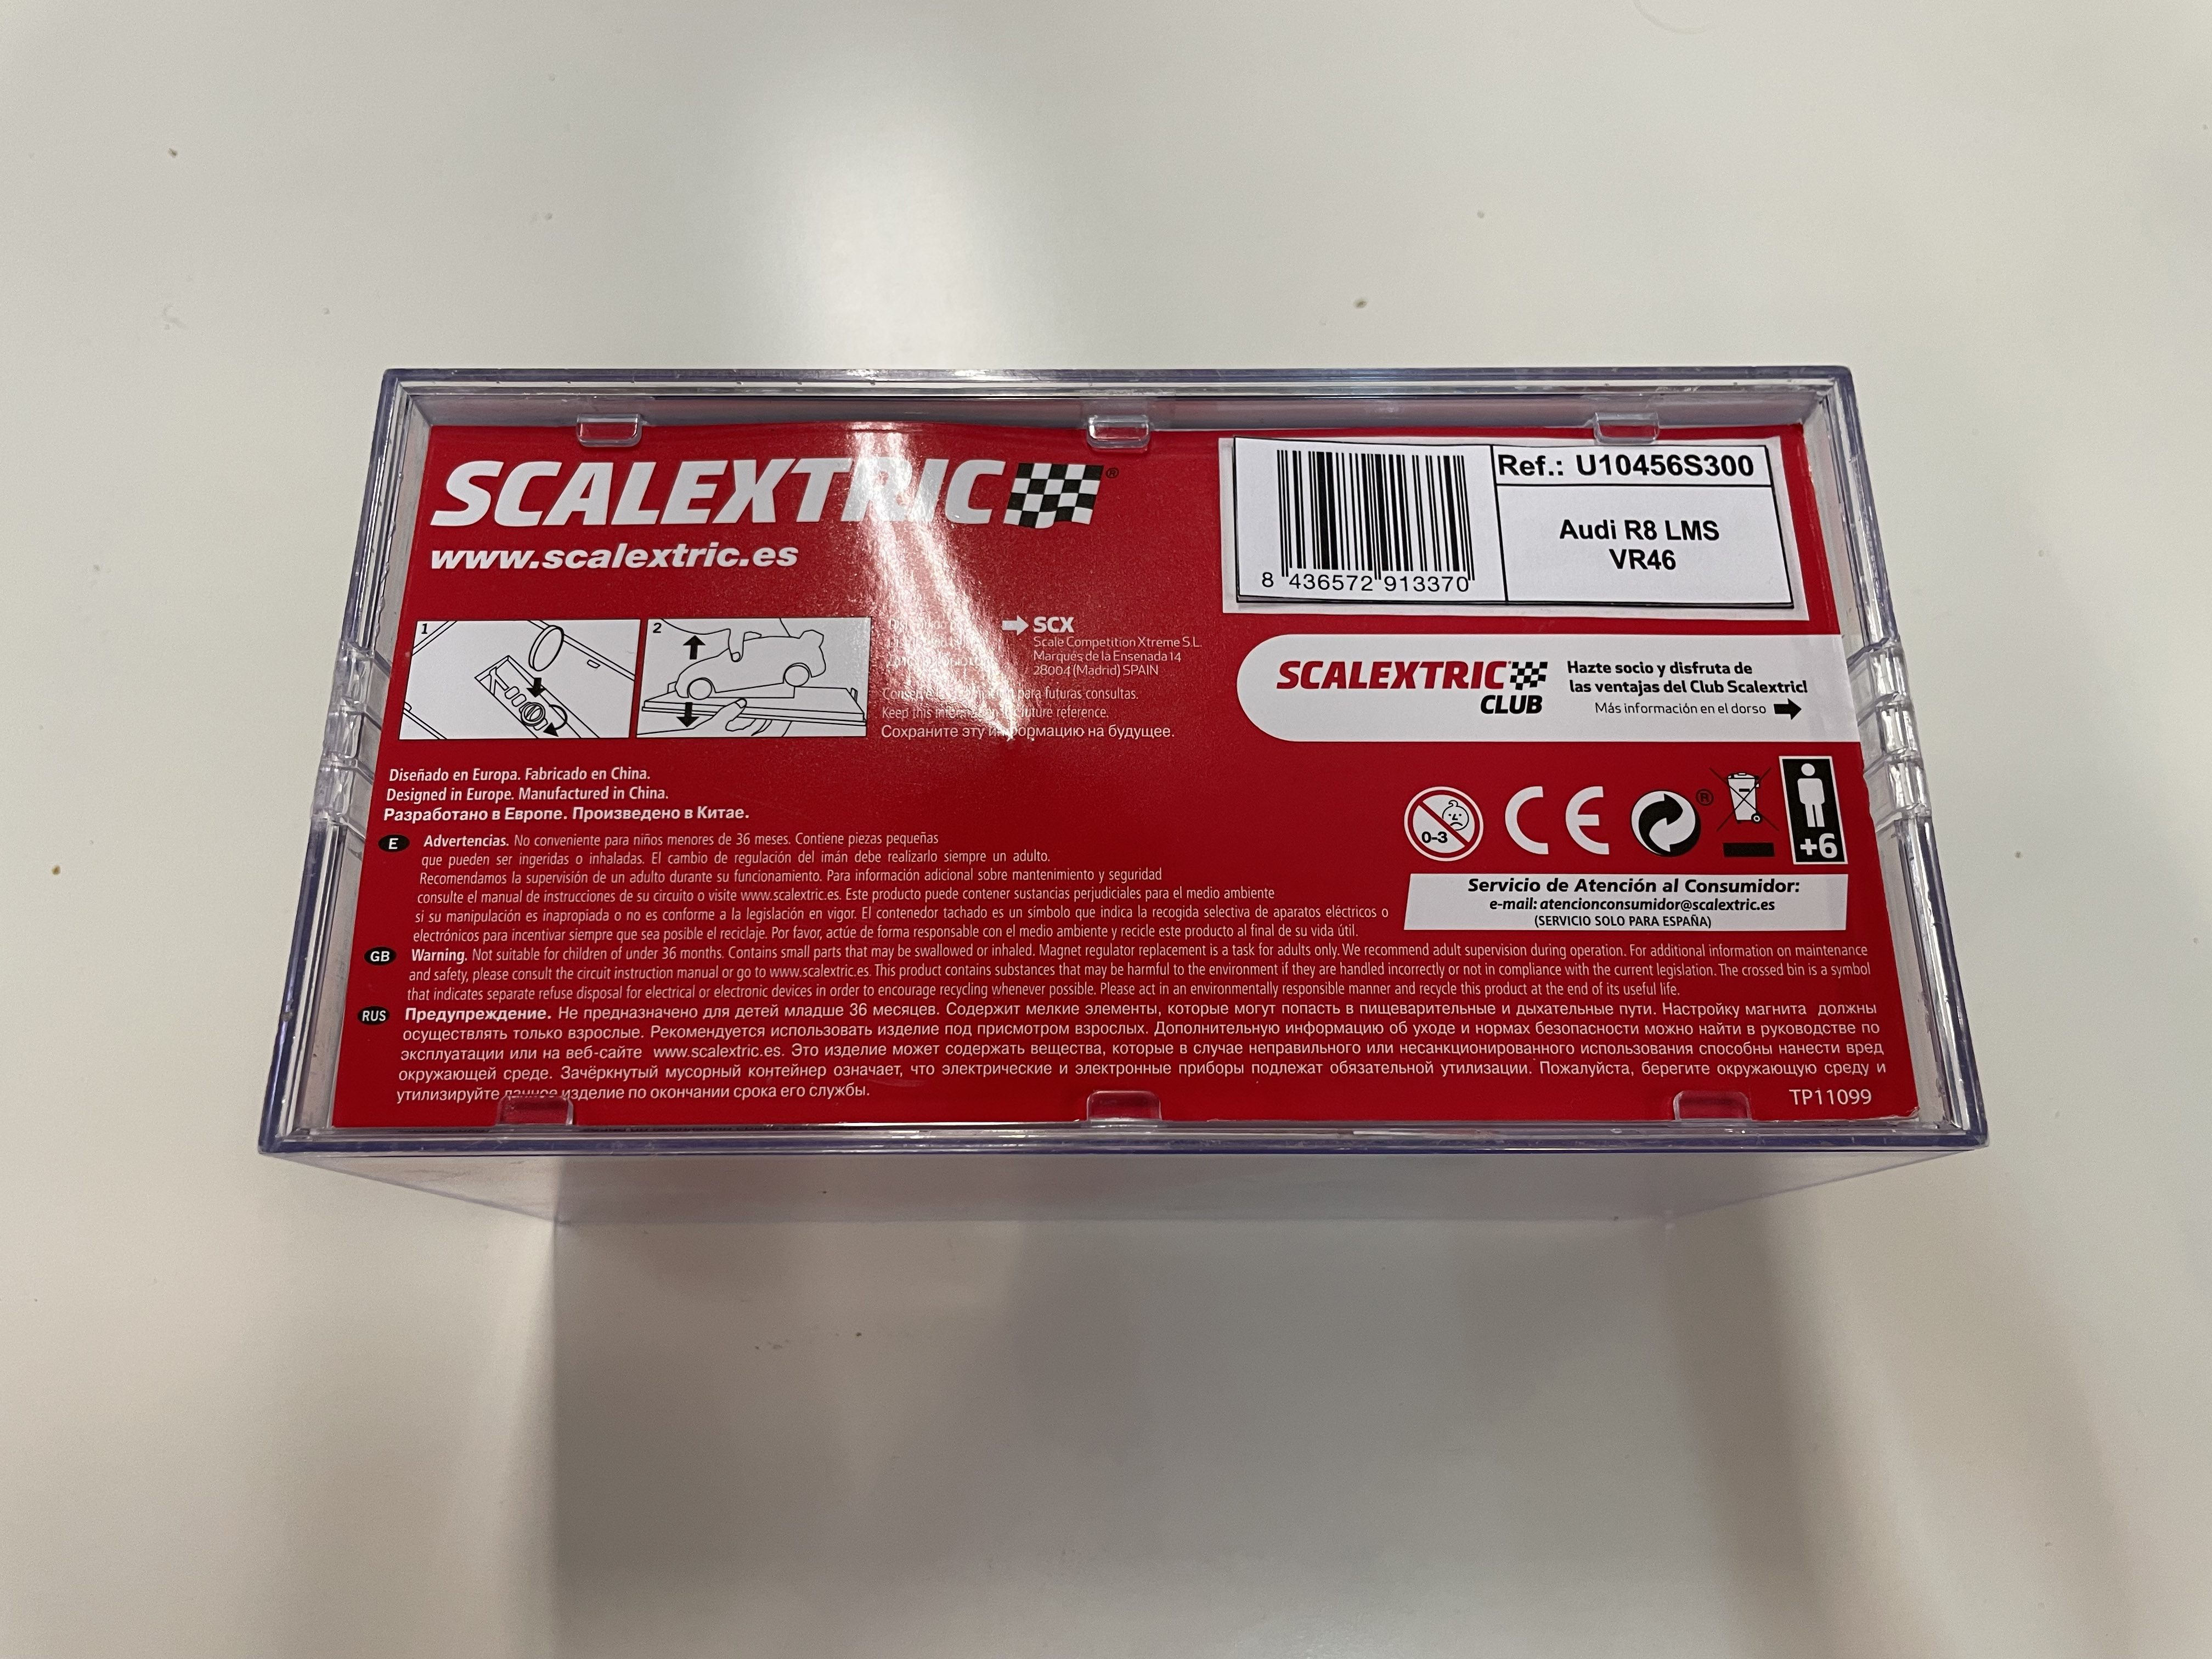 SCALEXTRIC ®
www.scalextric.es
8 436572 913370
Ref.: U10456S300
Audi R8 LMS
VR46
1
2
SCX
Scale Competition Xtreme S.L.
Marqués de la Ensenada 14
28004 (Madrid) SPAIN
para futuras consultas.
Keep this future reference.
Сохраните эту на будущее.
SCALEXTRIC
CLUB
Hazte socio y disfruta de
las ventajas del Club Scalextric!
Más información en el dorso
Diseñado en Europa. Fabricado en China.
Designed in Europe. Manufactured in China.
Разработано в Европе. Произведено в Китае.
0-3
CE
®
+6
Servicio de Atención al Consumidor:
e-mail: atencionconsumidor@scalextric.es
(SERVICIO SOLO PARA ESPAÑA)
E Advertencias. No conveniente para niños menores de 36 meses. Contiene piezas pequeñas
que pueden ser ingeridas o inhaladas. El cambio de regulación del imán debe realizarlo siempre un adulto.
Recomendamos la supervisión de un adulto durante su funcionamiento. Para información adicional sobre mantenimiento y seguridad
consulte el manual de instrucciones de su circuito o visite www.scalextric.es. Este producto puede contener sustancias perjudiciales para el medio ambiente
si su manipulación es inapropiada o no es conforme a la legislación en vigor. El contenedor tachado es un símbolo que indica la recogida selectiva de aparatos eléctricos o
electrónicos para incentivar siempre que sea posible el reciclaje. Por favor, actúe de forma responsable con el medio ambiente y recicle este producto al final de su vida útil.
GB Warning. Not suitable for children of under 36 months. Contains small parts that may be swallowed or inhaled. Magnet regulator replacement is a task for adults only. We recommend adult supervision during operation. For additional information on maintenance
and safety, please consult the circuit instruction manual or go to www.scalextric.es. This product contains substances that may be harmful to the environment if they are handled incorrectly or not in compliance with the current legislation. The crossed bin is a symbol
that indicates separate refuse disposal for electrical or electronic devices in order to encourage recycling whenever possible. Please act in an environmentally responsible manner and recycle this product at the end of its useful life.
RUS Предупреждение. Не предназначено для детей младше 36 месяцев. Содержит мелкие элементы, которые могут попасть в пищеварительные и дыхательные пути. Настройку магнита должны
осуществлять только взрослые. Рекомендуется использовать изделие под присмотром взрослых. Дополнительную информацию об уходе и нормах безопасности можно найти в руководстве по
эксплуатации или на веб-сайте www.scalextric.es. Это изделие может содержать вещества, которые в случае неправильного или несанкционированного использования способны нанести вред
окружающей среде. Зачёркнутый мусорный контейнер означает, что электрические и электронные приборы подлежат обязательной утилизации. Пожалуйста, берегите окружающую среду и
утилизируйте изделие по окончании срока его службы.
TP11099